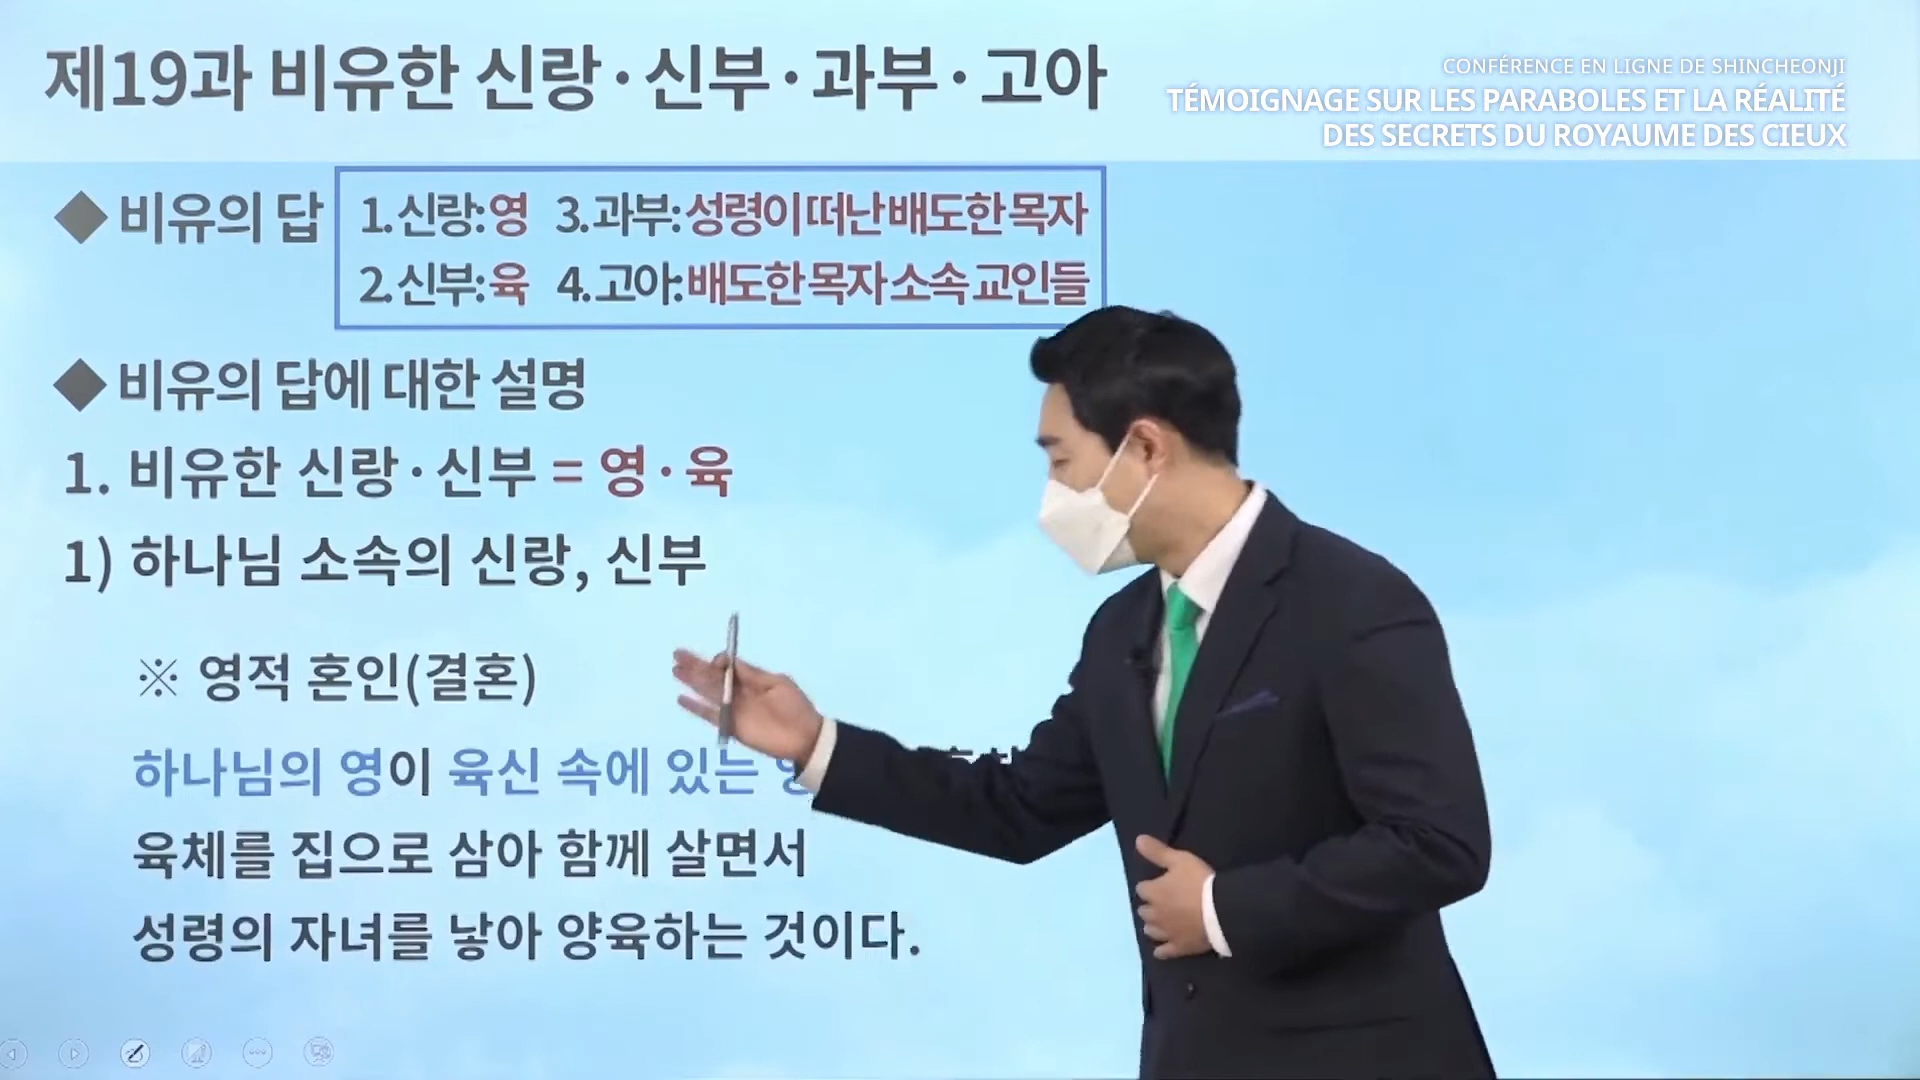 제19과 비유한 신랑·신부·과부·고아
CONFÉRENCE EN LIGNE DE SHINCHEONJI
TÉMOIGNAGE SUR LES PARABOLES ET LA RÉALITÉ
DES SECRETS DU ROYAUME DES CIEUX
◆ 비유의 답
1. 신랑: 영 3. 과부: 성령이 떠난 배도한 목자
2. 신부: 육 4. 고아: 배도한 목자 소속 교인들
◆ 비유의 답에 대한 설명
1. 비유한 신랑·신부 = 영·육
1) 하나님 소속의 신랑, 신부
※ 영적 혼인(결혼)
하나님의 영이 육신 속에 있는
육체를 집으로 삼아 함께 살면서
성령의 자녀를 낳아 양육하는 것이다.